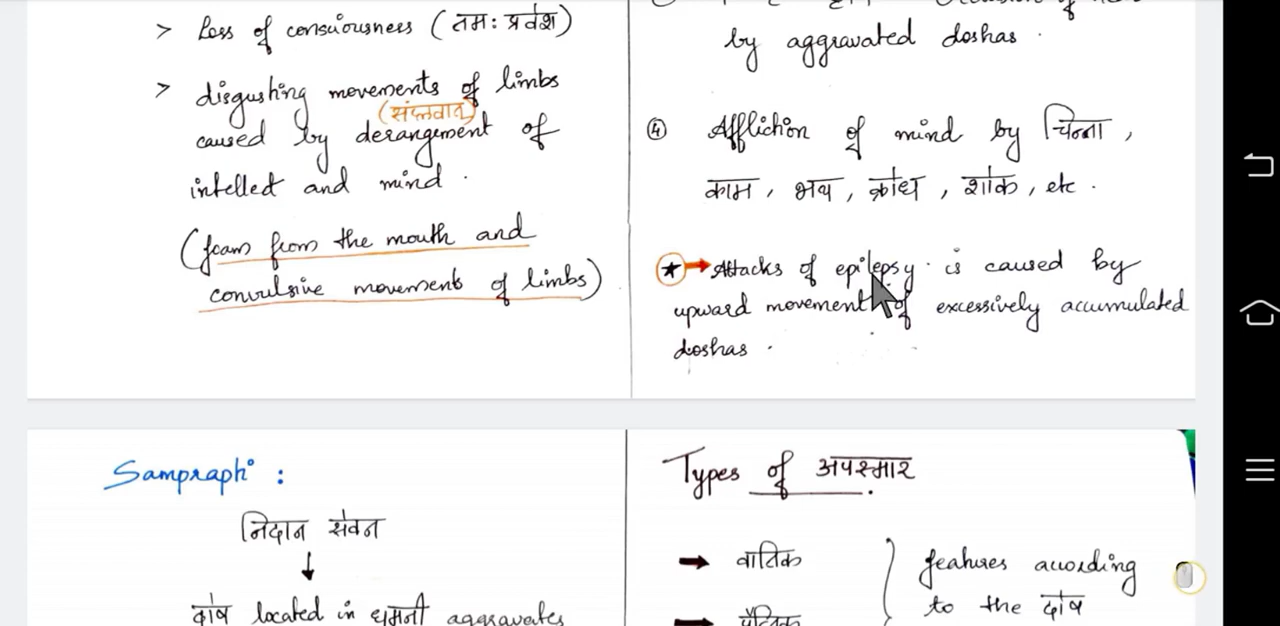 > Loss of consciousness (तमः प्रवेश)
> disgusting movements of limbs
(संप्लवात)
caused by derangement of
intellect and mind.
(foam from the mouth and
convulsive movements of limbs)
by aggravated doshas.
④ Affliction of mind by चिन्ता,
काम, भय, क्रोध, शोक, etc.
★→ Attacks of epilepsy is caused by
upward movement of excessively accumulated
doshas.
Sampraphi :
निदान सेवन
↓
दोष located in धमनी aggravates
Types of अपस्मार.
→ वातिक
→ पैत्तिक
} features according
to the दोष